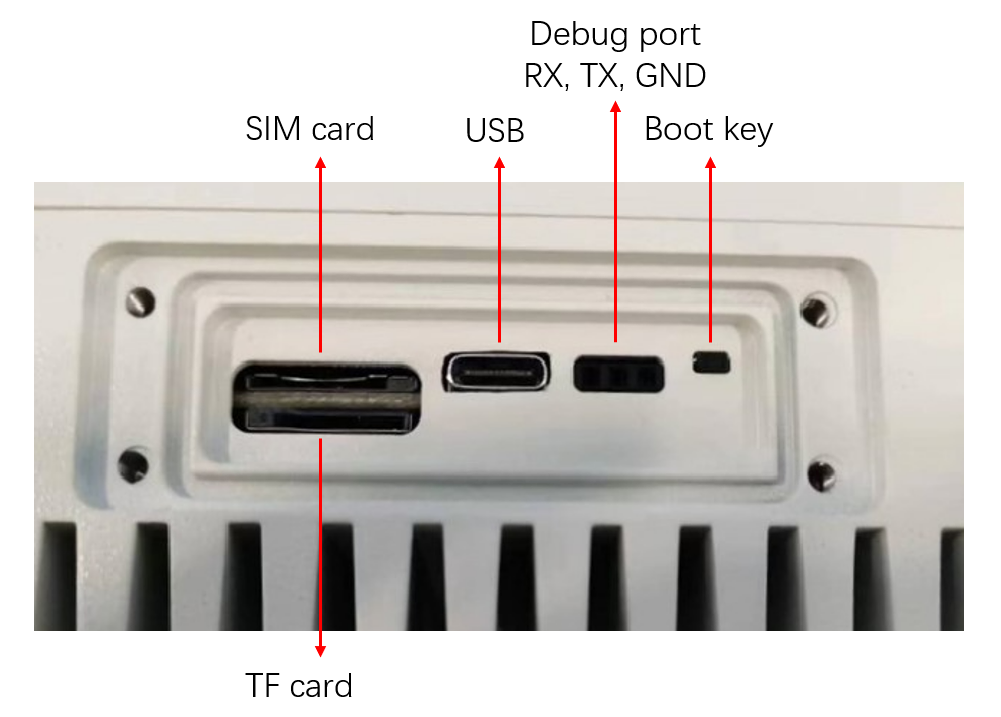 Debug port
RX, TX, GND
SIM card
USB
Boot key
TF card